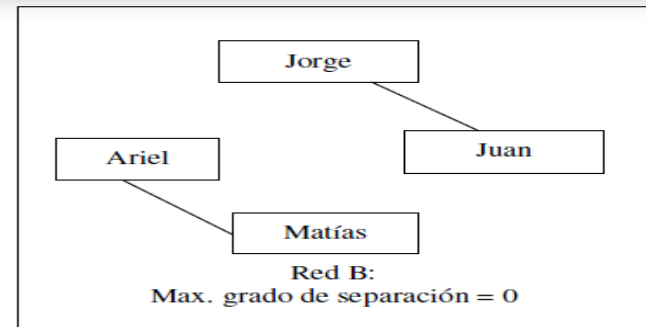 Jorge
Juan
Ariel
Matías
Red B:
Max. grado de separación = 0